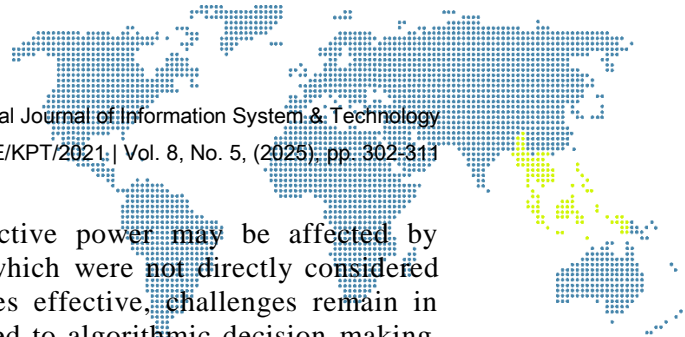 al Journal of Information System & Technology
E/KPT/2021 | Vol. 8, No. 5, (2025), pp. 302-311
ctive power may be affected by
which were not directly considered
es effective, challenges remain in
ed to algorithmic decision making